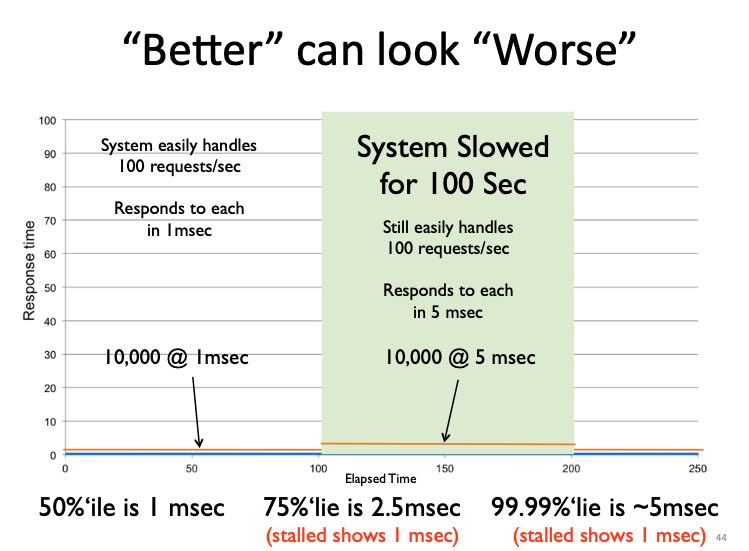 “Better” can look “Worse”
100
90
80
70
60
50
40
30
20
10
0
Response time
System easily handles
100 requests/sec
Responds to each
in 1msec
10,000 @ 1msec
System Slowed
for 100 Sec
Still easily handles
100 requests/sec
Responds to each
in 5 msec
10,000 @ 5 msec
0 50 100 150 200 250
Elapsed Time
50%‘ile is 1 msec
75%‘lie is 2.5msec
(stalled shows 1 msec)
99.99%‘lie is ~5msec
(stalled shows 1 msec)
44